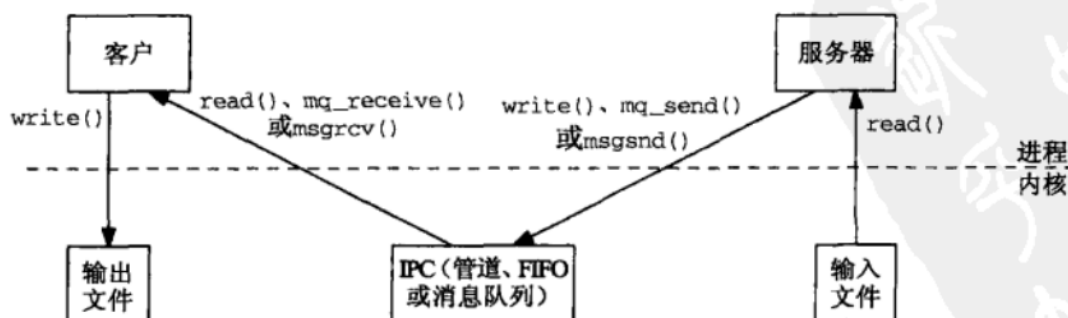 客户
服务器
write()
read()、mq_receive()
或msgrcv()
write()、mq_send()
或msgsnd()
read()
进程
内核
输出
文件
IPC（管道、FIFO
或消息队列）
输入
文件